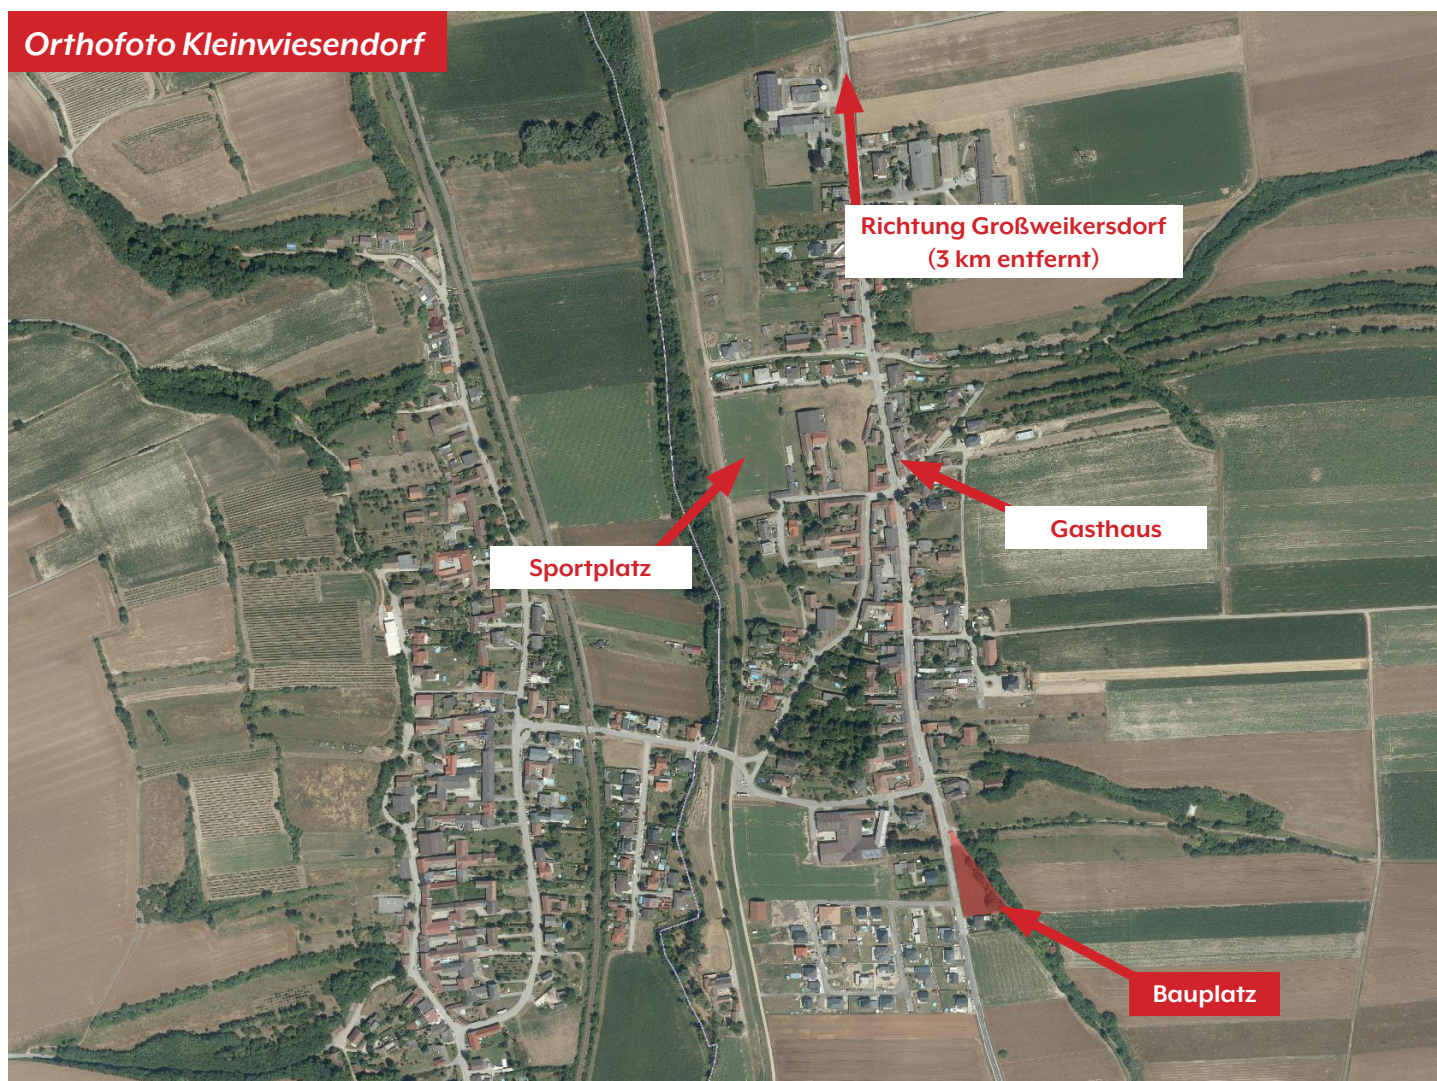 Orthofoto Kleinwiesendorf
Richtung Großweikersdorf
(3 km entfernt)
Gasthaus
Sportplatz
Bauplatz